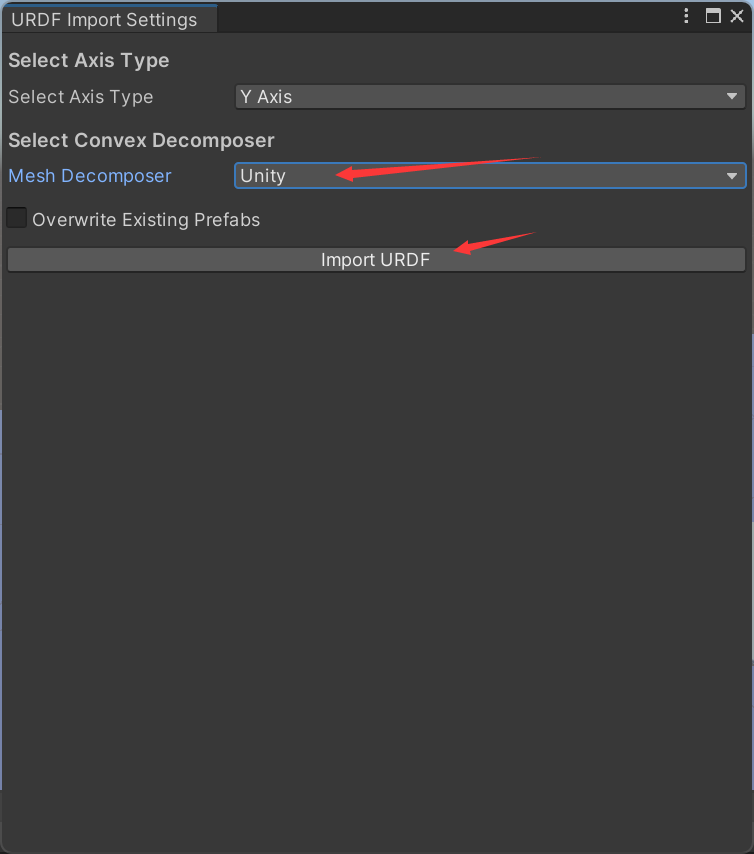 URDF Import Settings
Select Axis Type
Select Axis Type Y Axis
Select Convex Decomposer
Mesh Decomposer Unity
Overwrite Existing Prefabs
Import URDF